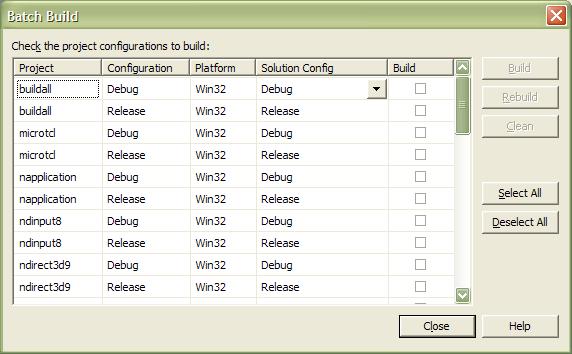 Batch Build
Check the project configurations to build:
Project Configuration Platform Solution Config Build
buildall Debug Win32 Debug
buildall Release Win32 Release
microtcl Debug Win32 Debug
microtcl Release Win32 Release
napplication Debug Win32 Debug
napplication Release Win32 Release
ndinput8 Debug Win32 Debug
ndinput8 Release Win32 Release
ndirect3d9 Debug Win32 Debug
ndirect3d9 Release Win32 Release
Build
Rebuild
Clean
Select All
Deselect All
Close Help